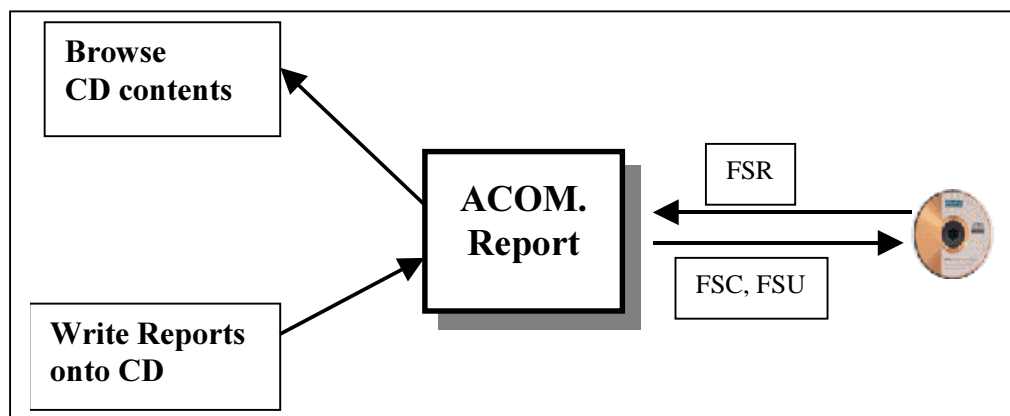 Browse
CD contents
ACOM.
Report
FSR
FSC, FSU
Write Reports
onto CD